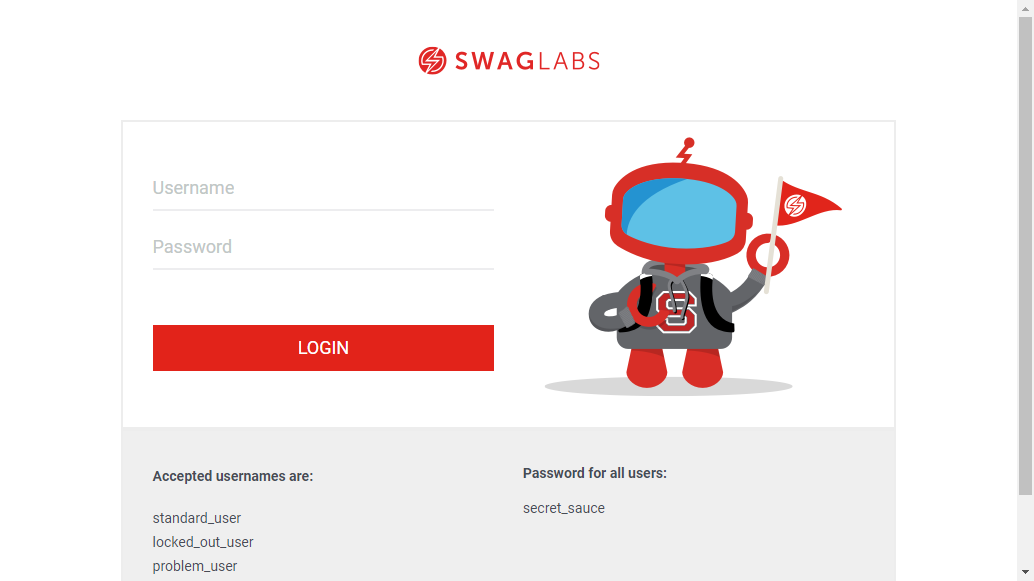 SWAGLABS
Username
Password
LOGIN
S
Accepted usernames are:
standard_user
locked_out_user
problem_user
Password for all users:
secret_sauce